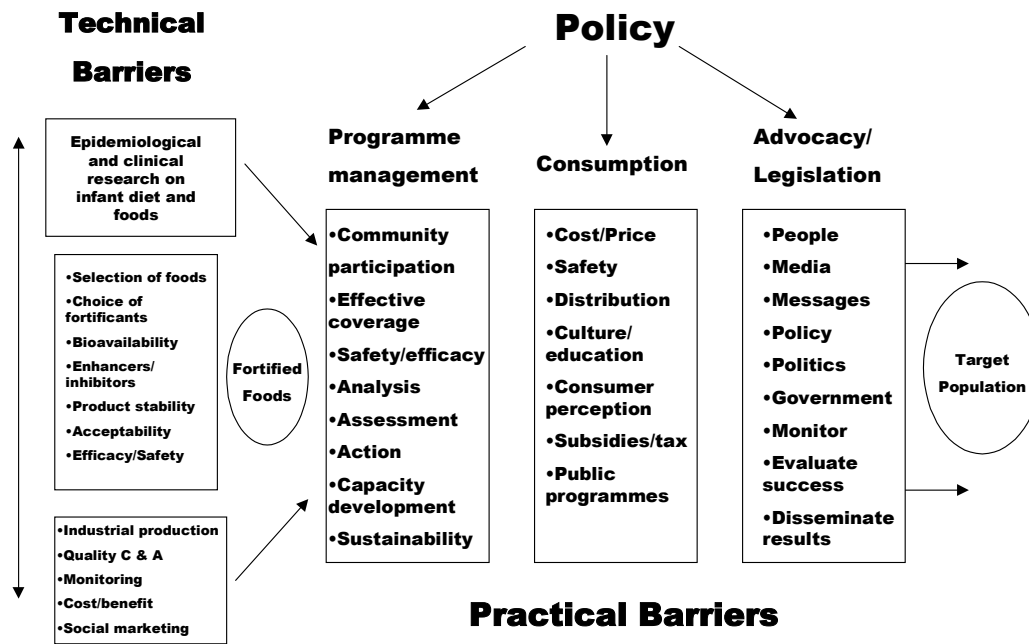 Technical
Barriers
Epidemiological
and clinical
research on
infant diet and
foods
•Selection of foods
•Choice of
fortificants
•Bioavailability
•Enhancers/
inhibitors
•Product stability
•Acceptability
•Efficacy/Safety
•Industrial production
•Quality C & A
•Monitoring
•Cost/benefit
•Social marketing
Fortified
Foods
Policy
Programme
management
•Community
participation
•Effective
coverage
•Safety/efficacy
•Analysis
•Assessment
•Action
•Capacity
development
•Sustainability
Consumption
•Cost/Price
•Safety
•Distribution
•Culture/
education
•Consumer
perception
•Subsidies/tax
•Public
programmes
Advocacy/
Legislation
•People
•Media
•Messages
•Policy
•Politics
•Government
•Monitor
•Evaluate
success
•Disseminate
results
Target
Population
Practical Barriers